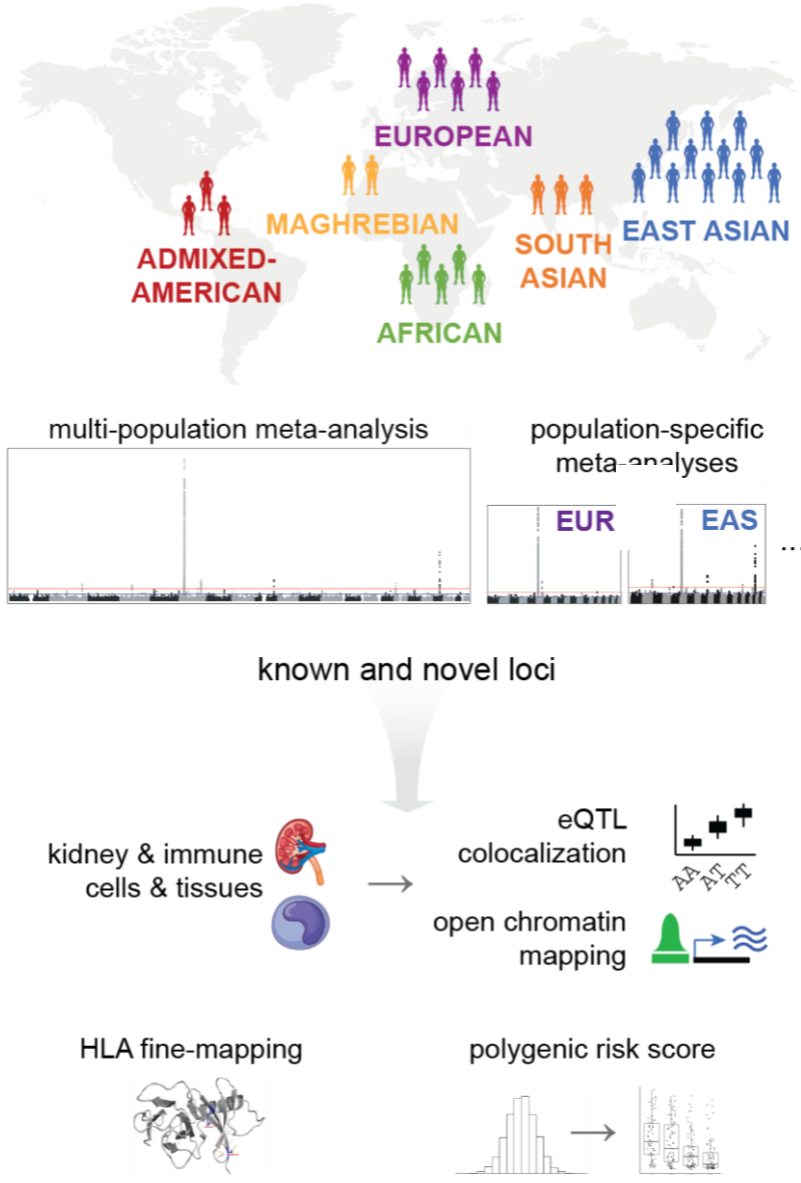 EUROPEAN
MAGHREBIAN
SOUTH
ASIAN
EAST ASIAN
ADMIXED-
AMERICAN
AFRICAN
multi-population meta-analysis
population-specific
meta-analyses
EUR
EAS
...
known and novel loci
kidney & immune
cells & tissues
eQTL
colocalization
AA
AT
TT
open chromatin
mapping
HLA fine-mapping
polygenic risk score